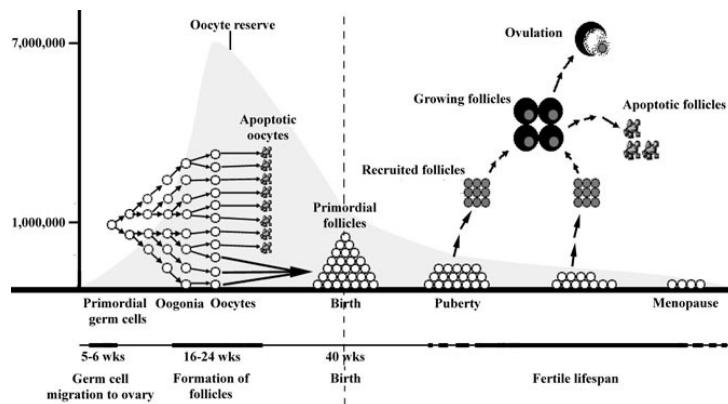 Oocyte reserve
7,000,000
Ovulation
Growing follicles
Apoptotic follicles
Apoptotic
oocytes
Recruited follicles
1,000,000
Primordial
follicles
Primordial
germ cells
Oogonia Oocytes
Birth
Puberty
Menopause
5-6 wks
16-24 wks
40 wks
Germ cell
migration to ovary
Formation of
follicles
Birth
Fertile lifespan